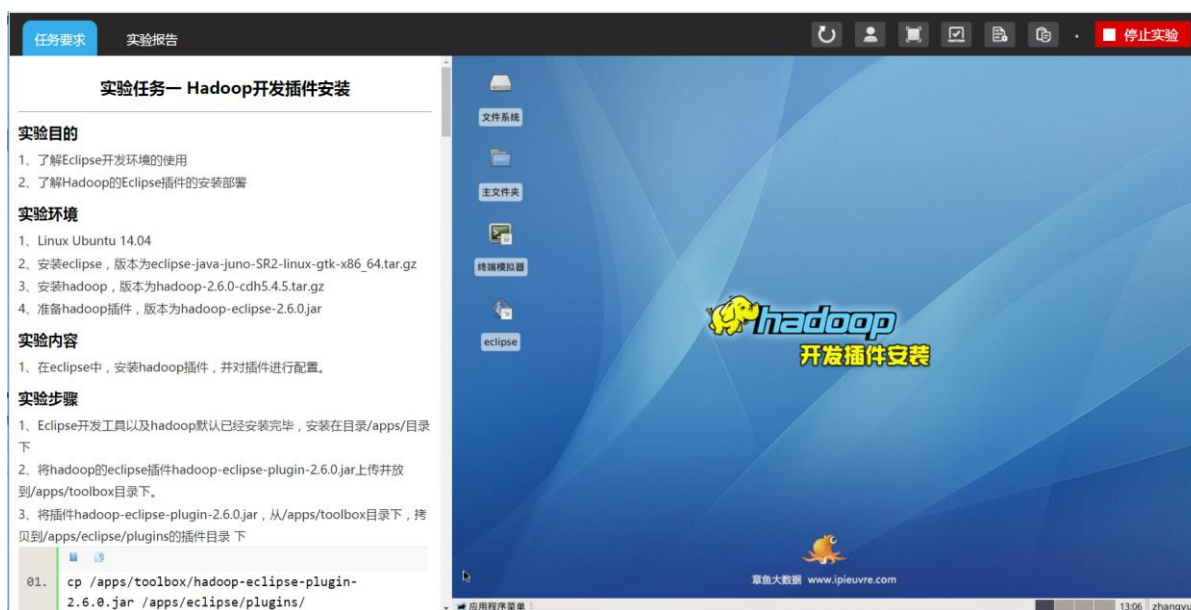 任务要求
实验报告
停止实验
实验任务一 Hadoop开发插件安装
实验目的
1、了解Eclipse开发环境的使用
2、了解Hadoop的Eclipse插件的安装部署
实验环境
1、Linux Ubuntu 14.04
2、安装eclipse，版本为eclipse-java-juno-SR2-linux-gtk-x86_64.tar.gz
3、安装hadoop，版本为hadoop-2.6.0-cdh5.4.5.tar.gz
4、准备hadoop插件，版本为hadoop-eclipse-2.6.0.jar
实验内容
1、在eclipse中，安装hadoop插件，并对插件进行配置。
实验步骤
1、Eclipse开发工具以及hadoop默认已经安装完毕，安装在目录/apps/目录
下
2、将hadoop的eclipse插件hadoop-eclipse-plugin-2.6.0.jar上传并放
到/apps/toolbox目录下。
3、将插件hadoop-eclipse-plugin-2.6.0.jar，从/apps/toolbox目录下，拷
贝到/apps/eclipse/plugins的插件目录 下
01. cp /apps/toolbox/hadoop-eclipse-plugin-
2.6.0.jar /apps/eclipse/plugins/
文件系统
主文件夹
终端模拟器
eclipse
hadoop
开发插件安装
章鱼大数据 www.ipieuvre.com
应用程序菜单
13:06 zhangyu